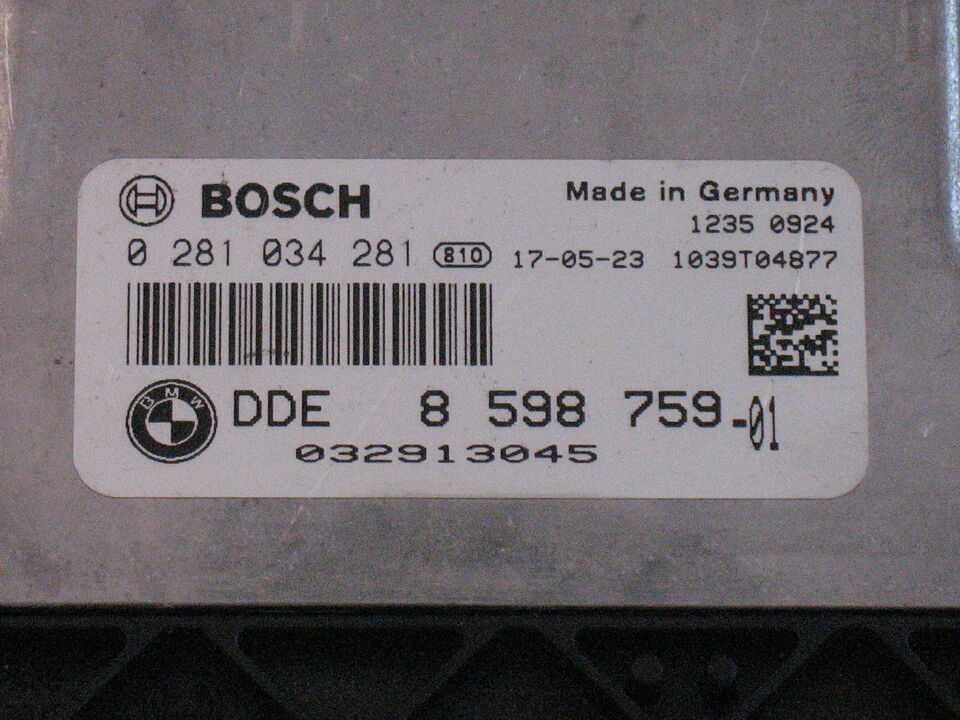 BOSCH
Made in Germany
1235 0924
0 281 034 281 810 17-05-23 1039T04877
BMW
DDE 8 598 759-01
032913045